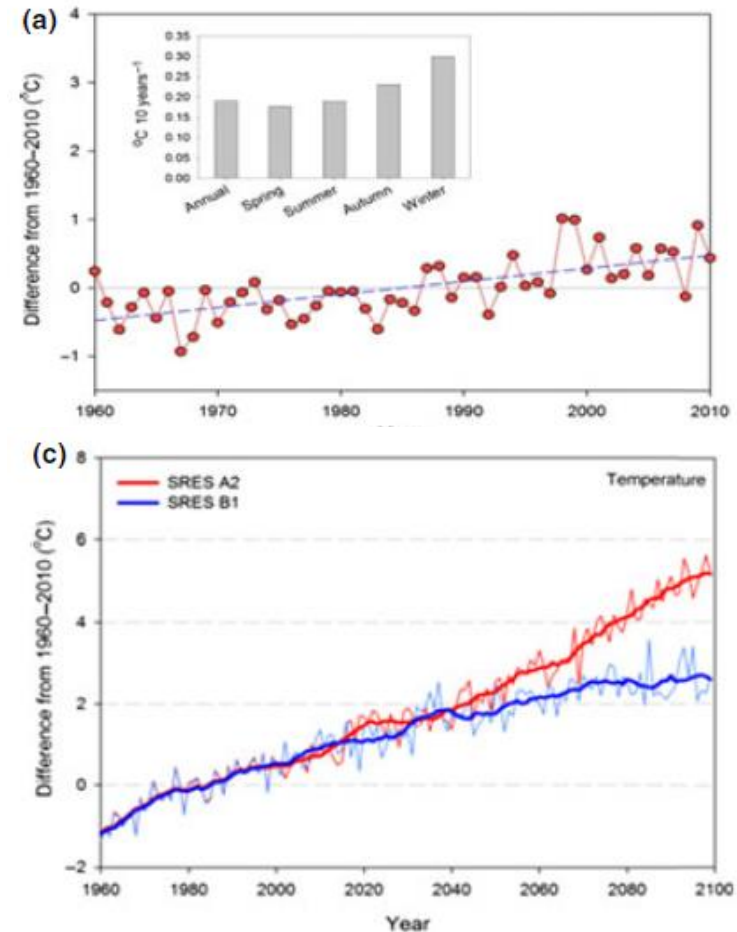 (a)
Difference from 1960–2010 (°C)
4
3
2
1
0
−1
1960 1970 1980 1990 2000 2010
⁰C 10 years⁻¹
0.35
0.30
0.25
0.20
0.15
0.10
0.05
0.00
Annual Spring Summer Autumn Winter
(c)
Difference from 1960–2010 (°C)
8
6
4
2
0
−2
SRES A2
SRES B1
Temperature
1960 1980 2000 2020 2040 2060 2080 2100
Year